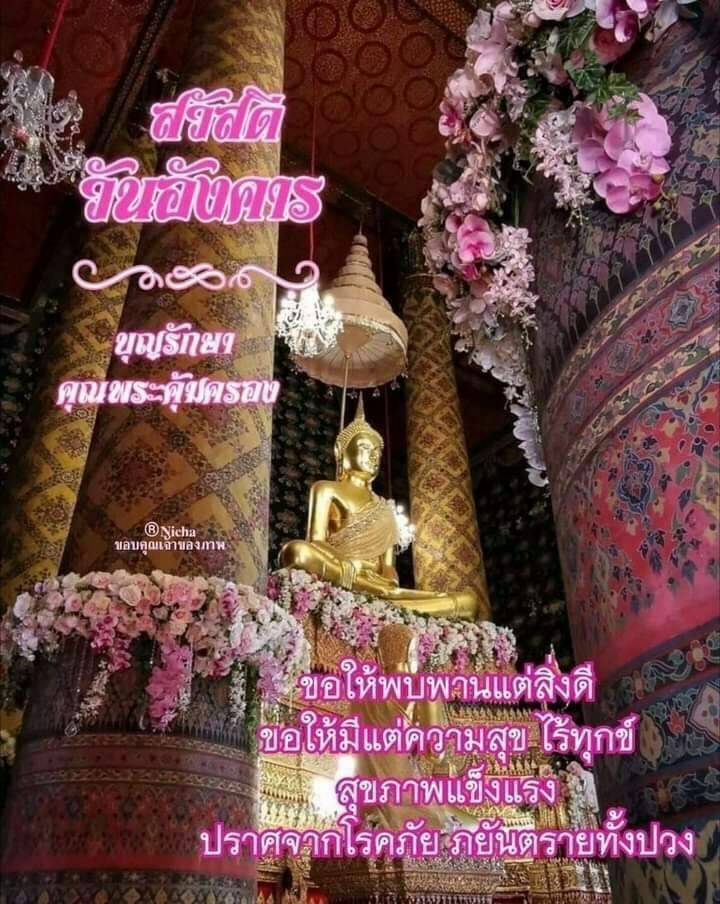 สวัสดี
วันอังคาร
บุญรักษา
คุณพระคุ้มครอง
®Nicha
ขอบคุณเจ้าของภาพ
ขอให้พบพานแต่สิ่งดี
ขอให้มีแต่ความสุข ไร้ทุกข์
สุขภาพแข็งแรง
ปราศจากโรคภัย ภยันตรายทั้งปวง